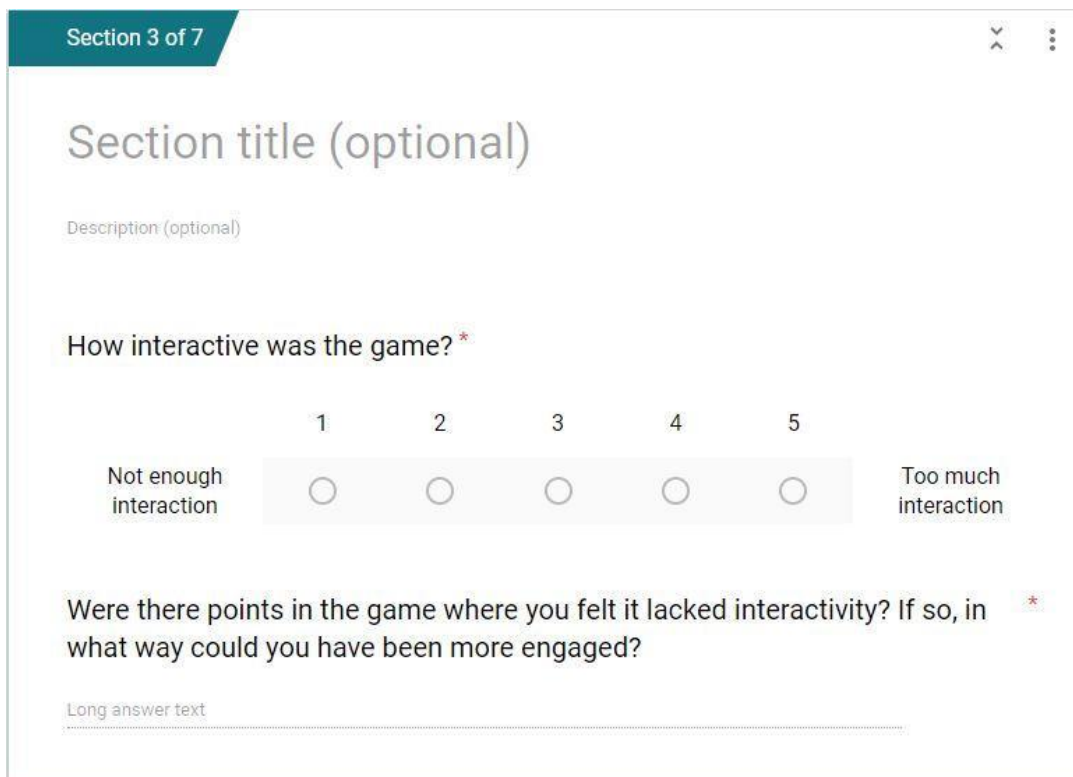 Section 3 of 7
Section title (optional)
Description (optional)
How interactive was the game? *
1 2 3 4 5
Not enough
interaction
Too much
interaction
Were there points in the game where you felt it lacked interactivity? If so, in *
what way could you have been more engaged?
Long answer text